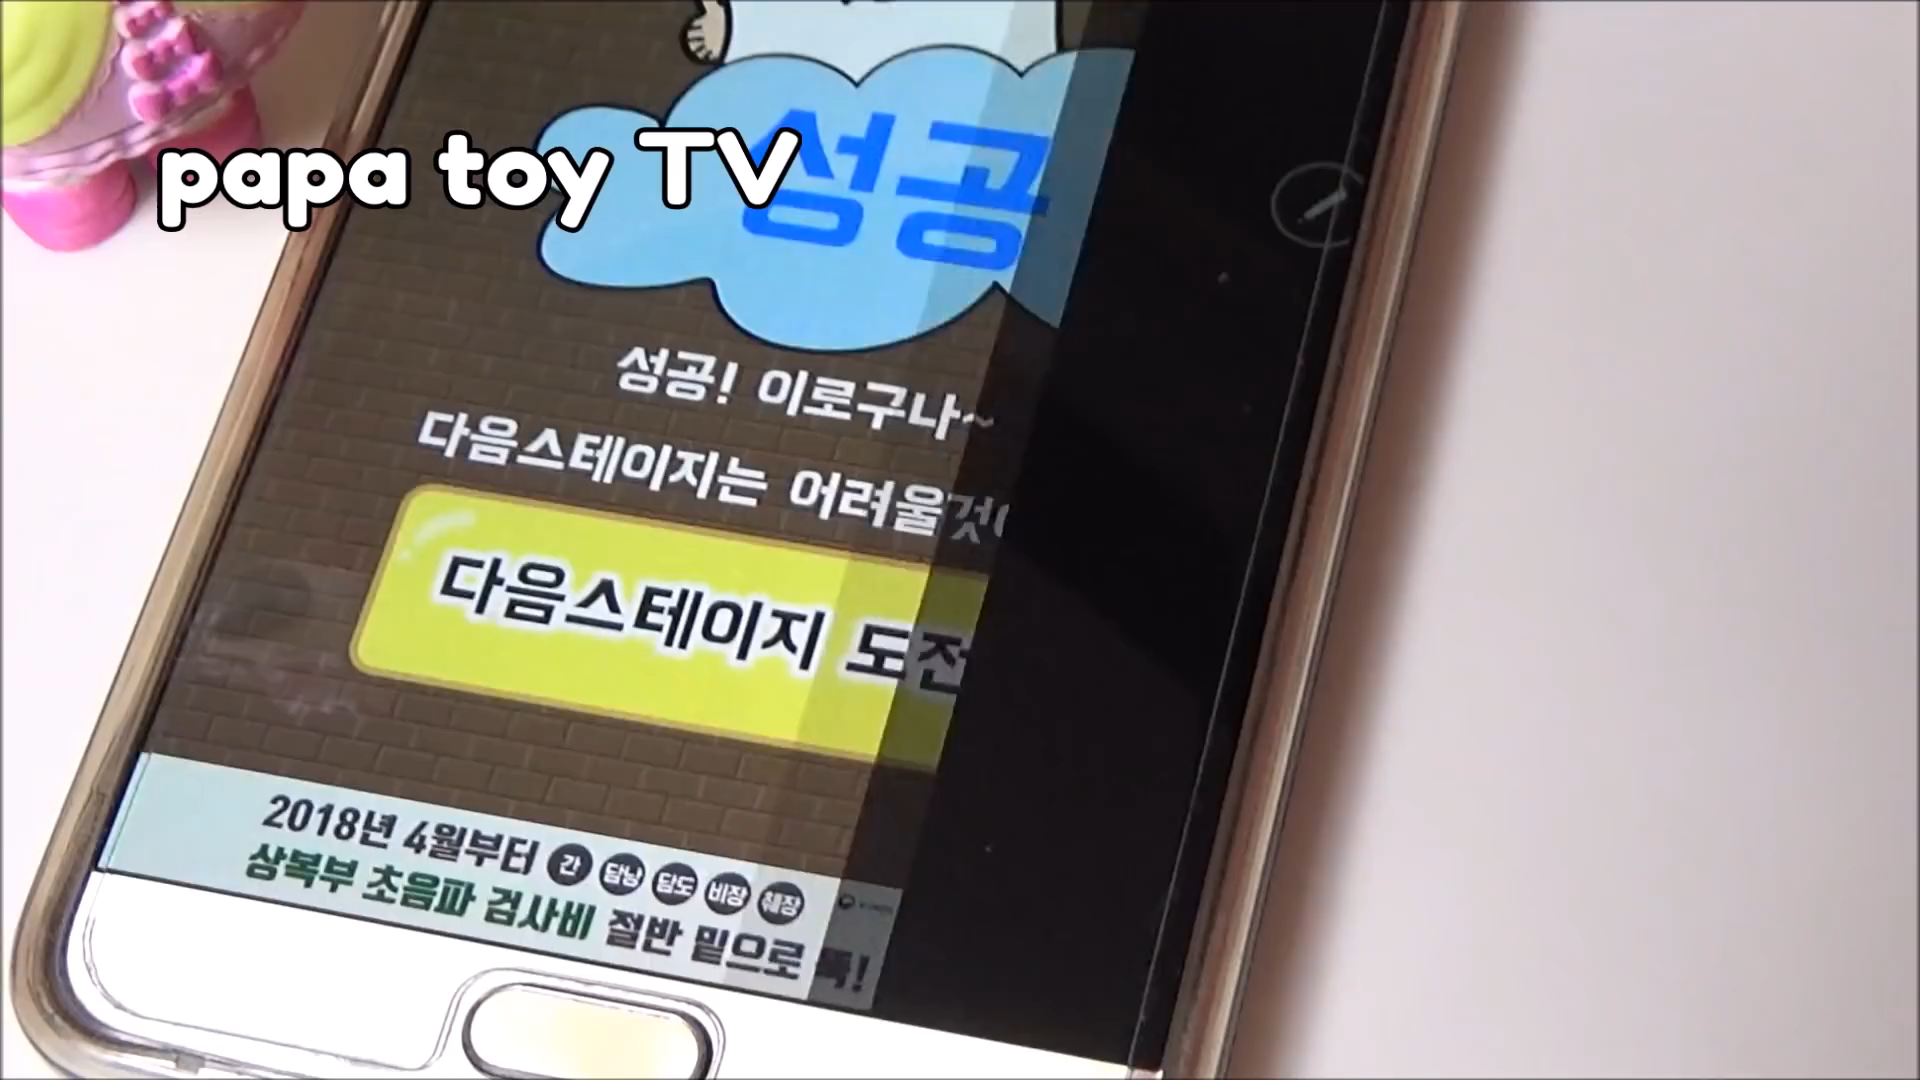 papa toy TV
성공
성공! 이로구나~
다음스테이지는 어려울것
다음스테이지 도전
2018년 4월부터 간 담낭 담도 비장 췌장
상복부 초음파 검사비 절반 밑으로 뚝!